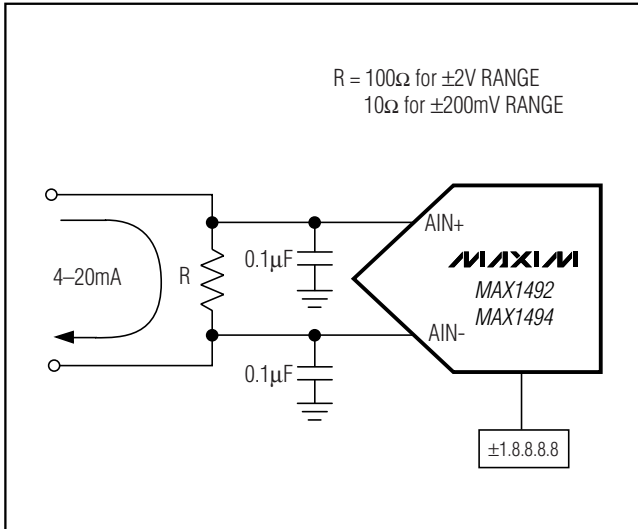 R = 100Ω for ±2V RANGE
10Ω for ±200mV RANGE
AIN+
0.1µF
MAXIM
4–20mA
R
MAX1492
MAX1494
AIN-
0.1µF
±1.8.8.8.8